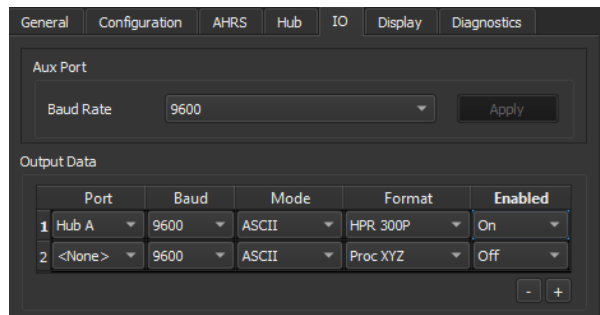 General Configuration AHRS Hub IO Display Diagnostics
Aux Port
Baud Rate 9600 Apply
Output Data
Port Baud Mode Format Enabled
1 Hub A 9600 ASCII HPR 300P On
2 <None> 9600 ASCII Proc XYZ Off
- +